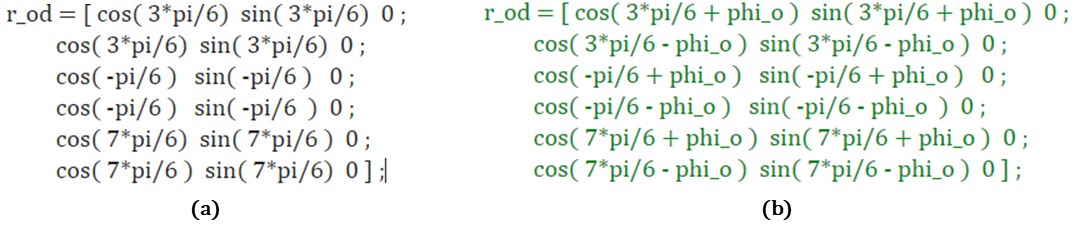 r_od = [ cos( 3*pi/6) sin( 3*pi/6) 0 ;
cos( 3*pi/6) sin( 3*pi/6) 0 ;
cos( -pi/6 ) sin( -pi/6 ) 0 ;
cos( -pi/6 ) sin( -pi/6 ) 0 ;
cos( 7*pi/6) sin( 7*pi/6 ) 0 ;
cos( 7*pi/6 ) sin( 7*pi/6) 0 ] ;
(a)
r_od = [ cos( 3*pi/6 + phi_o ) sin( 3*pi/6 + phi_o ) 0 ;
cos( 3*pi/6 - phi_o ) sin( 3*pi/6 - phi_o ) 0 ;
cos( -pi/6 + phi_o ) sin( -pi/6 + phi_o ) 0 ;
cos( -pi/6 - phi_o ) sin( -pi/6 - phi_o ) 0 ;
cos( 7*pi/6 + phi_o ) sin( 7*pi/6 + phi_o ) 0 ;
cos( 7*pi/6 - phi_o ) sin( 7*pi/6 - phi_o ) 0 ] ;
(b)